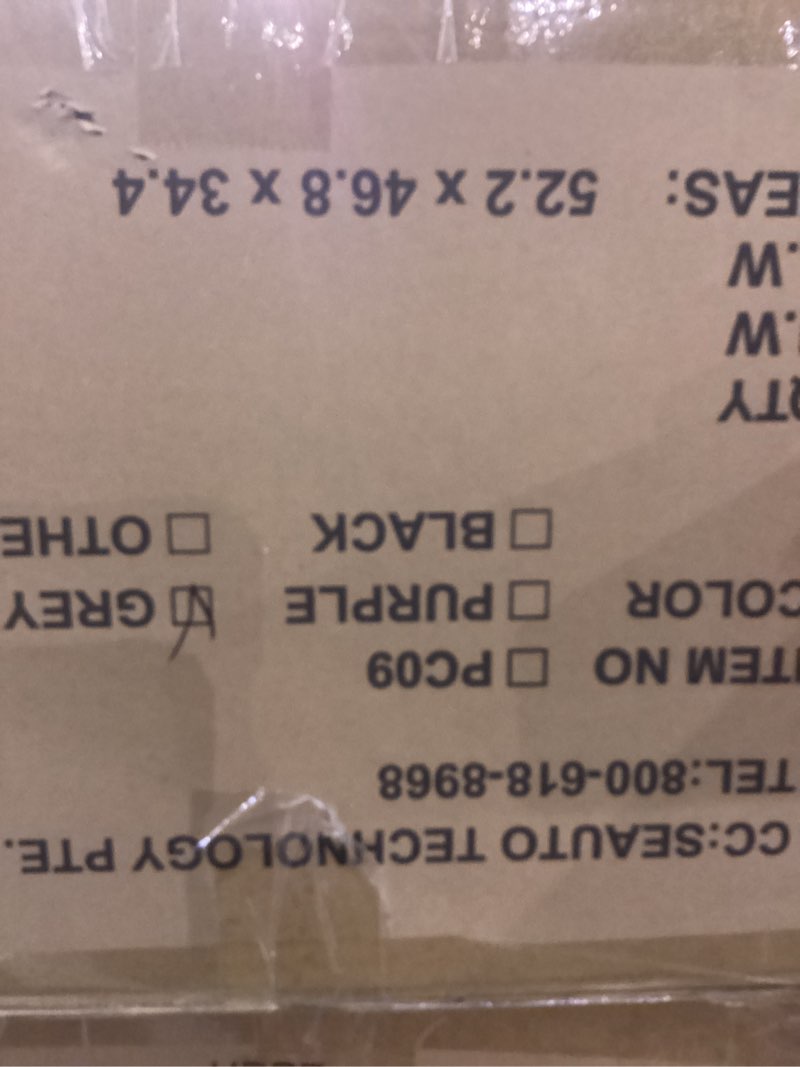 CC:SEAUTO TECHNOLOGY PTE.
TEL:800-618-8968
ITEM NO □ PC09
COLOR □ PURPLE ☑ GREY
□ BLACK □ OTHE
QTY
.W
.W
EAS: 52.2 x 46.8 x 34.4